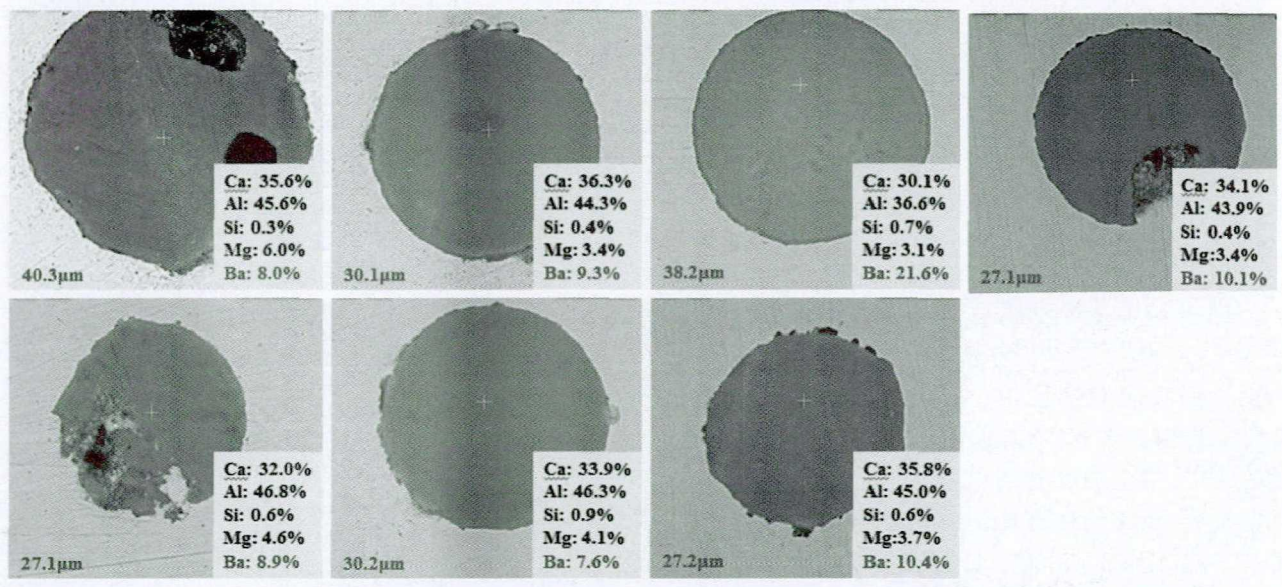 Ca: 35.6%
Al: 45.6%
Si: 0.3%
Mg: 6.0%
Ba: 8.0%
40.3μm
Ca: 36.3%
Al: 44.3%
Si: 0.4%
Mg: 3.4%
Ba: 9.3%
30.1μm
Ca: 30.1%
Al: 36.6%
Si: 0.7%
Mg: 3.1%
Ba: 21.6%
38.2μm
Ca: 34.1%
Al: 43.9%
Si: 0.4%
Mg:3.4%
Ba: 10.1%
27.1μm
Ca: 32.0%
Al: 46.8%
Si: 0.6%
Mg: 4.6%
Ba: 8.9%
27.1μm
Ca: 33.9%
Al: 46.3%
Si: 0.9%
Mg: 4.1%
Ba: 7.6%
30.2μm
Ca: 35.8%
Al: 45.0%
Si: 0.6%
Mg:3.7%
Ba: 10.4%
27.2μm